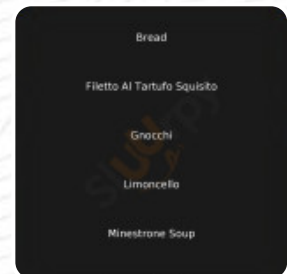 Bread
Filetto Al Tartufo Squisito
Gnocchi
Limoncello
Minestrone Soup